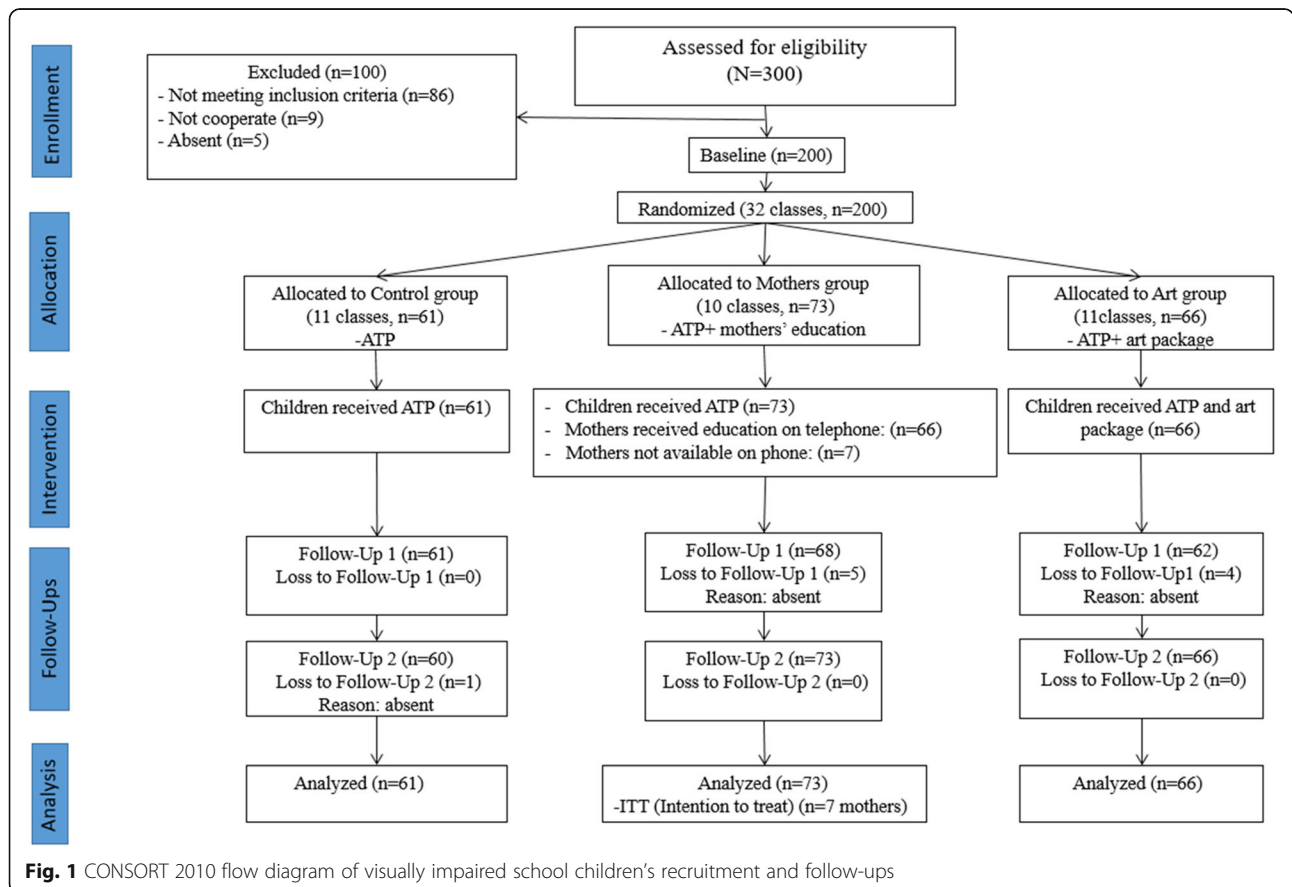 Assessed for eligibility
(N=300)
Excluded (n=100)
- Not meeting inclusion criteria (n=86)
- Not cooperate (n=9)
- Absent (n=5)
Enrollment
Baseline (n=200)
Randomized (32 classes, n=200)
Allocation
Allocated to Control group
(11 classes, n=61)
-ATP
Allocated to Mothers group
(10 classes, n=73)
- ATP+ mothers’ education
Allocated to Art group
(11classes, n=66)
- ATP+ art package
Intervention
Children received ATP (n=61)
- Children received ATP (n=73)
- Mothers received education on telephone: (n=66)
- Mothers not available on phone: (n=7)
Children received ATP and art
package (n=66)
Follow-Ups
Follow-Up 1 (n=61)
Loss to Follow-Up 1 (n=0)
Follow-Up 1 (n=68)
Loss to Follow-Up 1 (n=5)
Reason: absent
Follow-Up 1 (n=62)
Loss to Follow-Up1 (n=4)
Reason: absent
Follow-Up 2 (n=60)
Loss to Follow-Up 2 (n=1)
Reason: absent
Follow-Up 2 (n=73)
Loss to Follow-Up 2 (n=0)
Follow-Up 2 (n=66)
Loss to Follow-Up 2 (n=0)
Analysis
Analyzed (n=61)
Analyzed (n=73)
-ITT (Intention to treat) (n=7 mothers)
Analyzed (n=66)
Fig. 1 CONSORT 2010 flow diagram of visually impaired school children’s recruitment and follow-ups